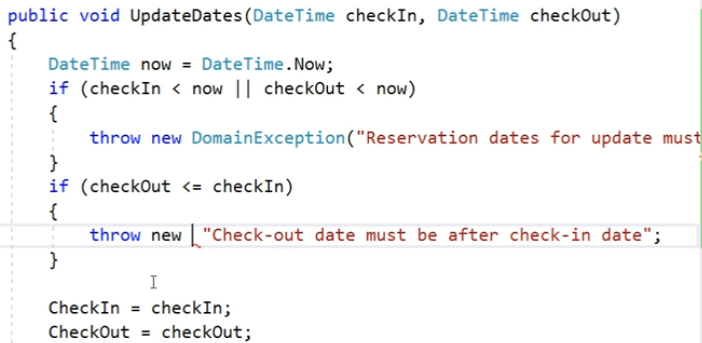 public void UpdateDates(DateTime checkIn, DateTime checkOut)
{
DateTime now = DateTime.Now;
if (checkIn < now || checkOut < now)
{
throw new DomainException("Reservation dates for update must
}
if (checkOut <= checkIn)
{
throw new "Check-out date must be after check-in date";
}
CheckIn = checkIn;
CheckOut = checkOut;